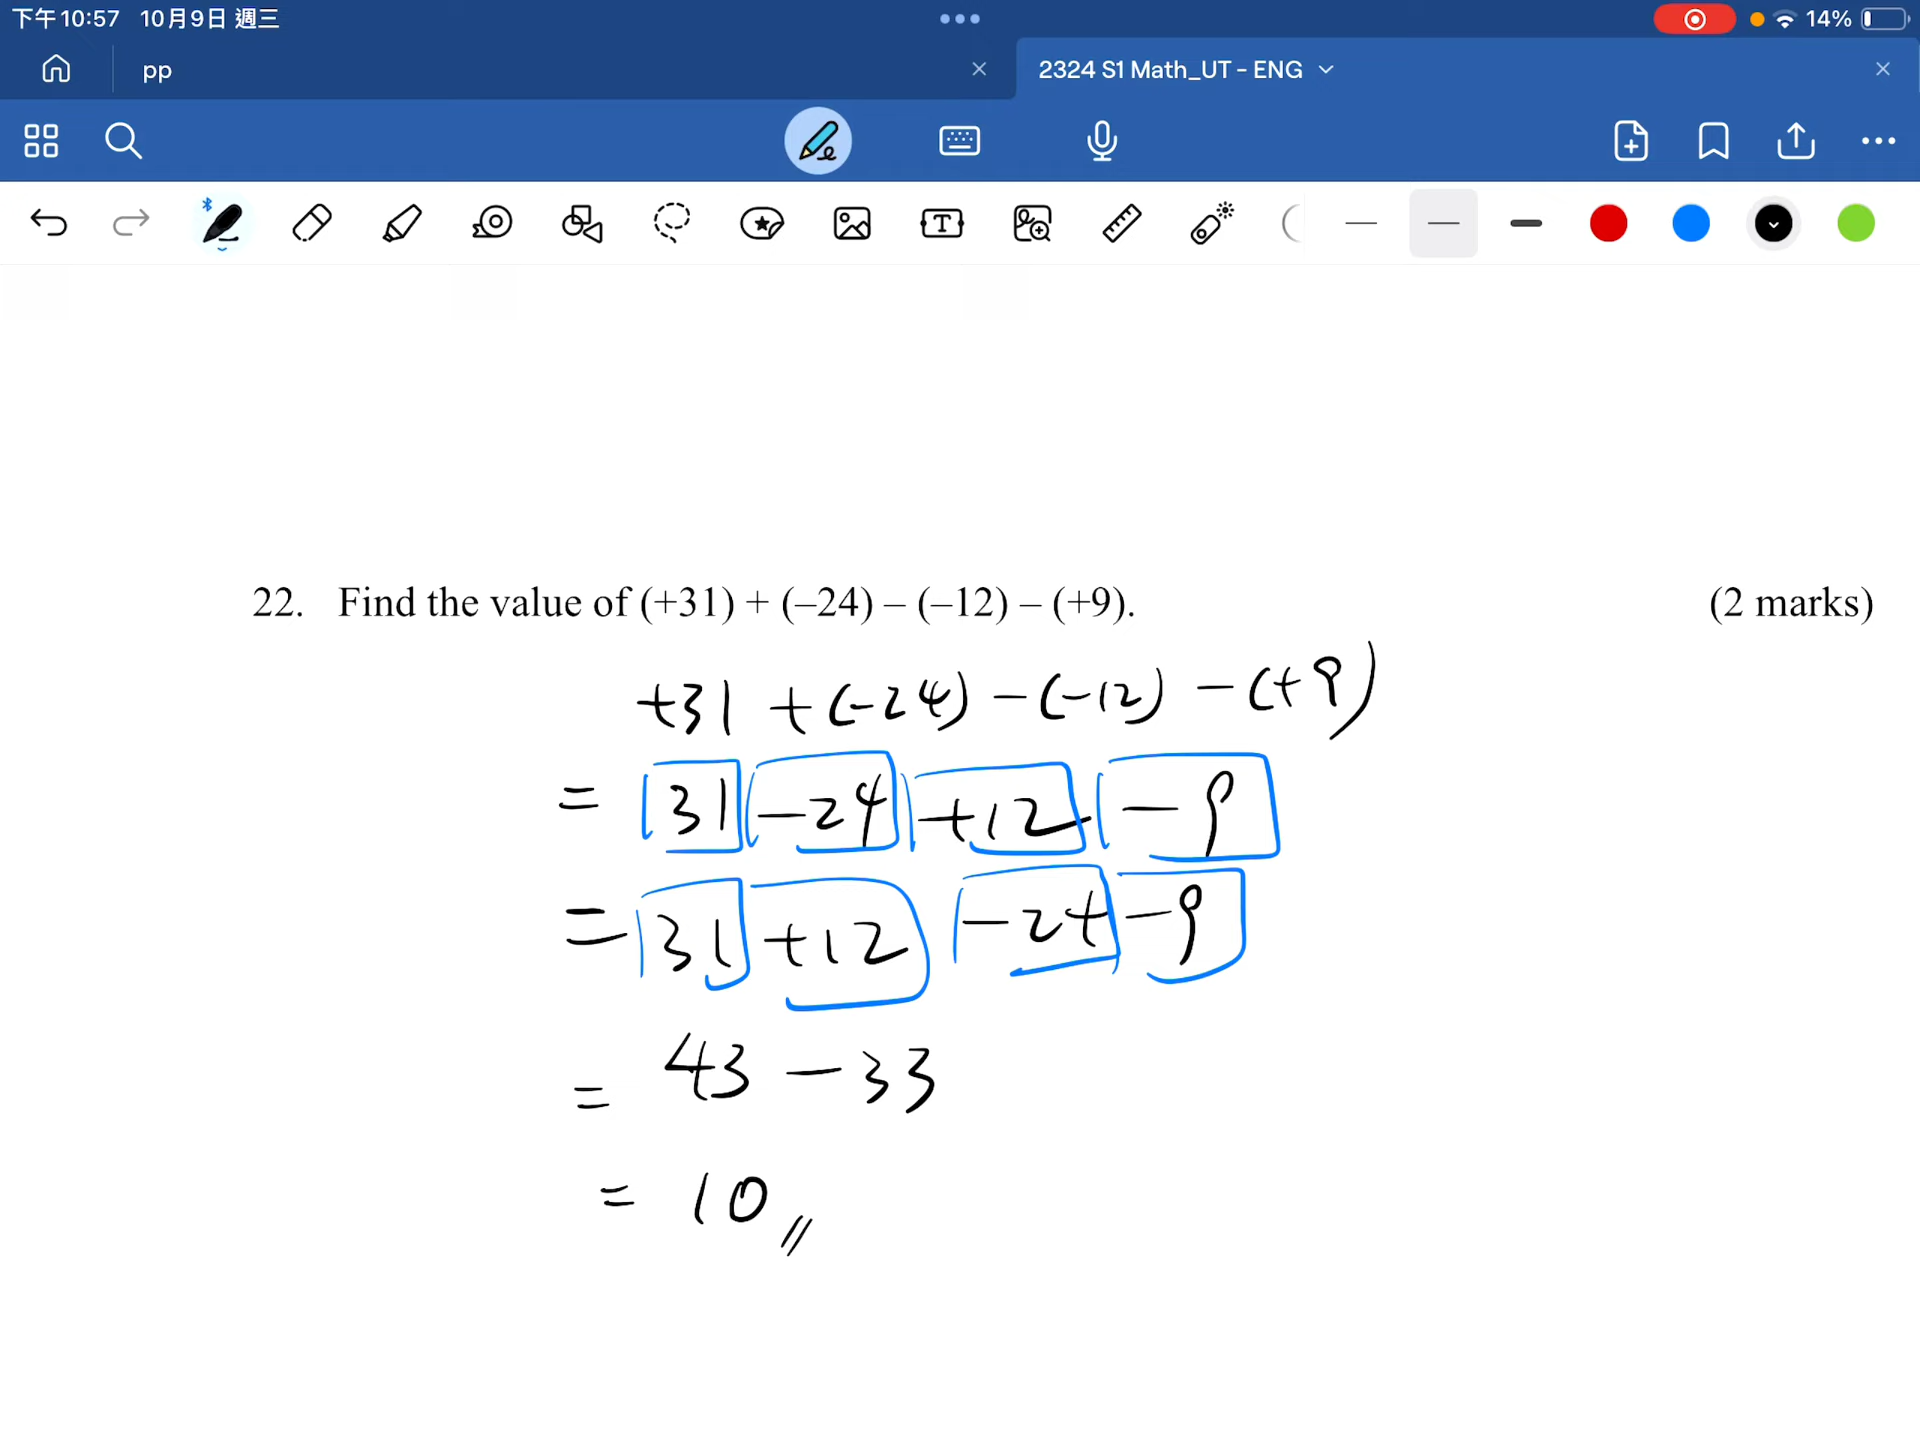 下午10:57 10月9日 週三 14%
pp 2324 S1 Math_UT - ENG
22. Find the value of (+31) + (–24) – (–12) – (+9). (2 marks)
+31 +(-24) -(-12) -(+9)
= 31 -24 +12 -9
= 31 +12 -24 -9
= 43 - 33
= 10